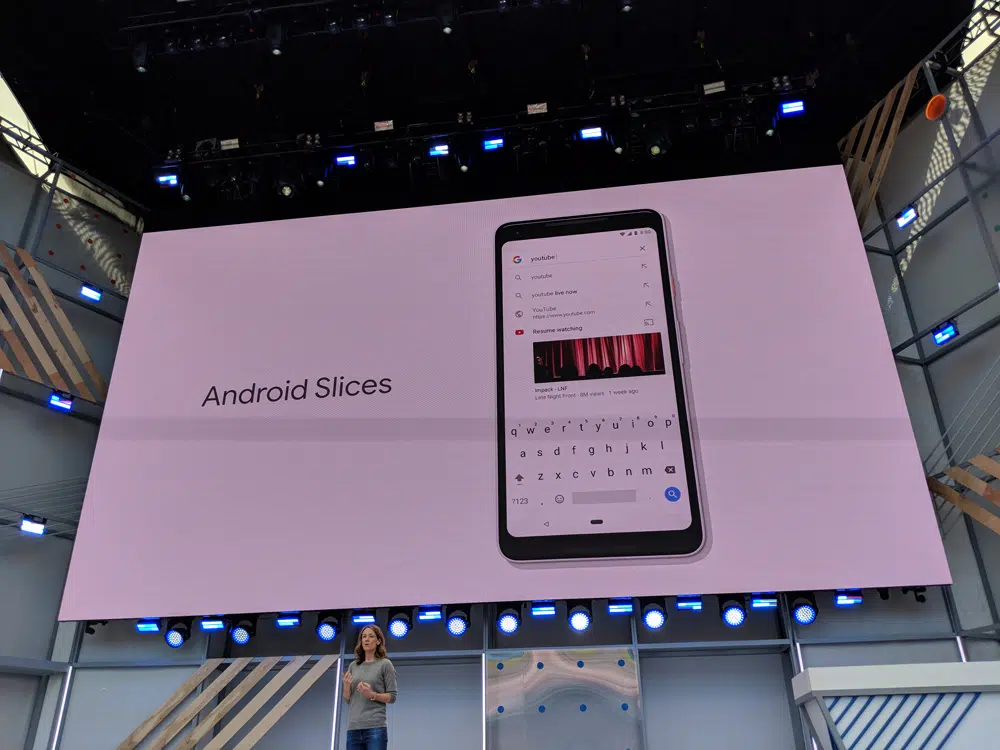 Android Slices
youtube
youtube
youtube live now
YouTube
https://www.youtube.com
Resume watching
Impack - LNF
Late Night Front · 8M views · 1 week ago
q w e r t y u i o p
a s d f g h j k l
z x c v b n m
?123 , .